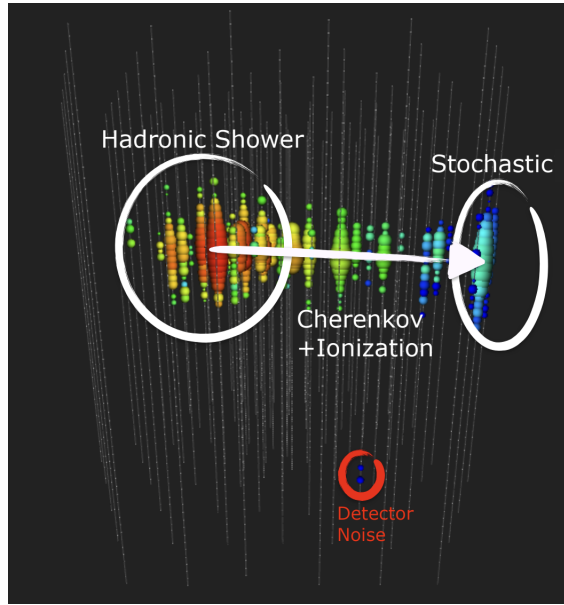 Hadronic Shower
Stochastic
Cherenkov
+Ionization
Detector
Noise